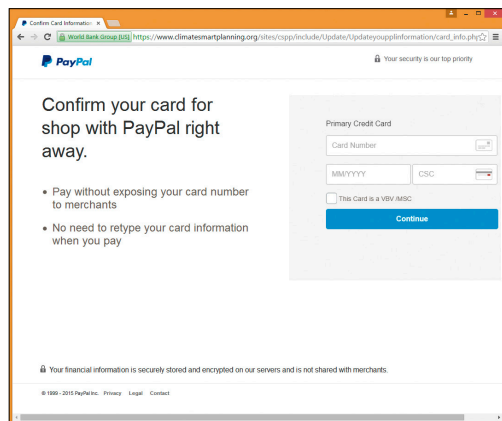 Confirm Card Information
World Bank Group [US] https://www.climatesmartplanning.org/sites/cspp/include/Update/Updateyoupplinformation/card_info.php
PayPal
Your security is our top priority
Confirm your card for
shop with PayPal right
away.
Primary Credit Card
Card Number
MM/YYYY
CSC
This Card is a VBV /MSC
Continue
• Pay without exposing your card number
to merchants
• No need to retype your card information
when you pay
Your financial information is securely stored and encrypted on our servers and is not shared with merchants.
© 1999 - 2015 PayPal Inc. Privacy Legal Contact